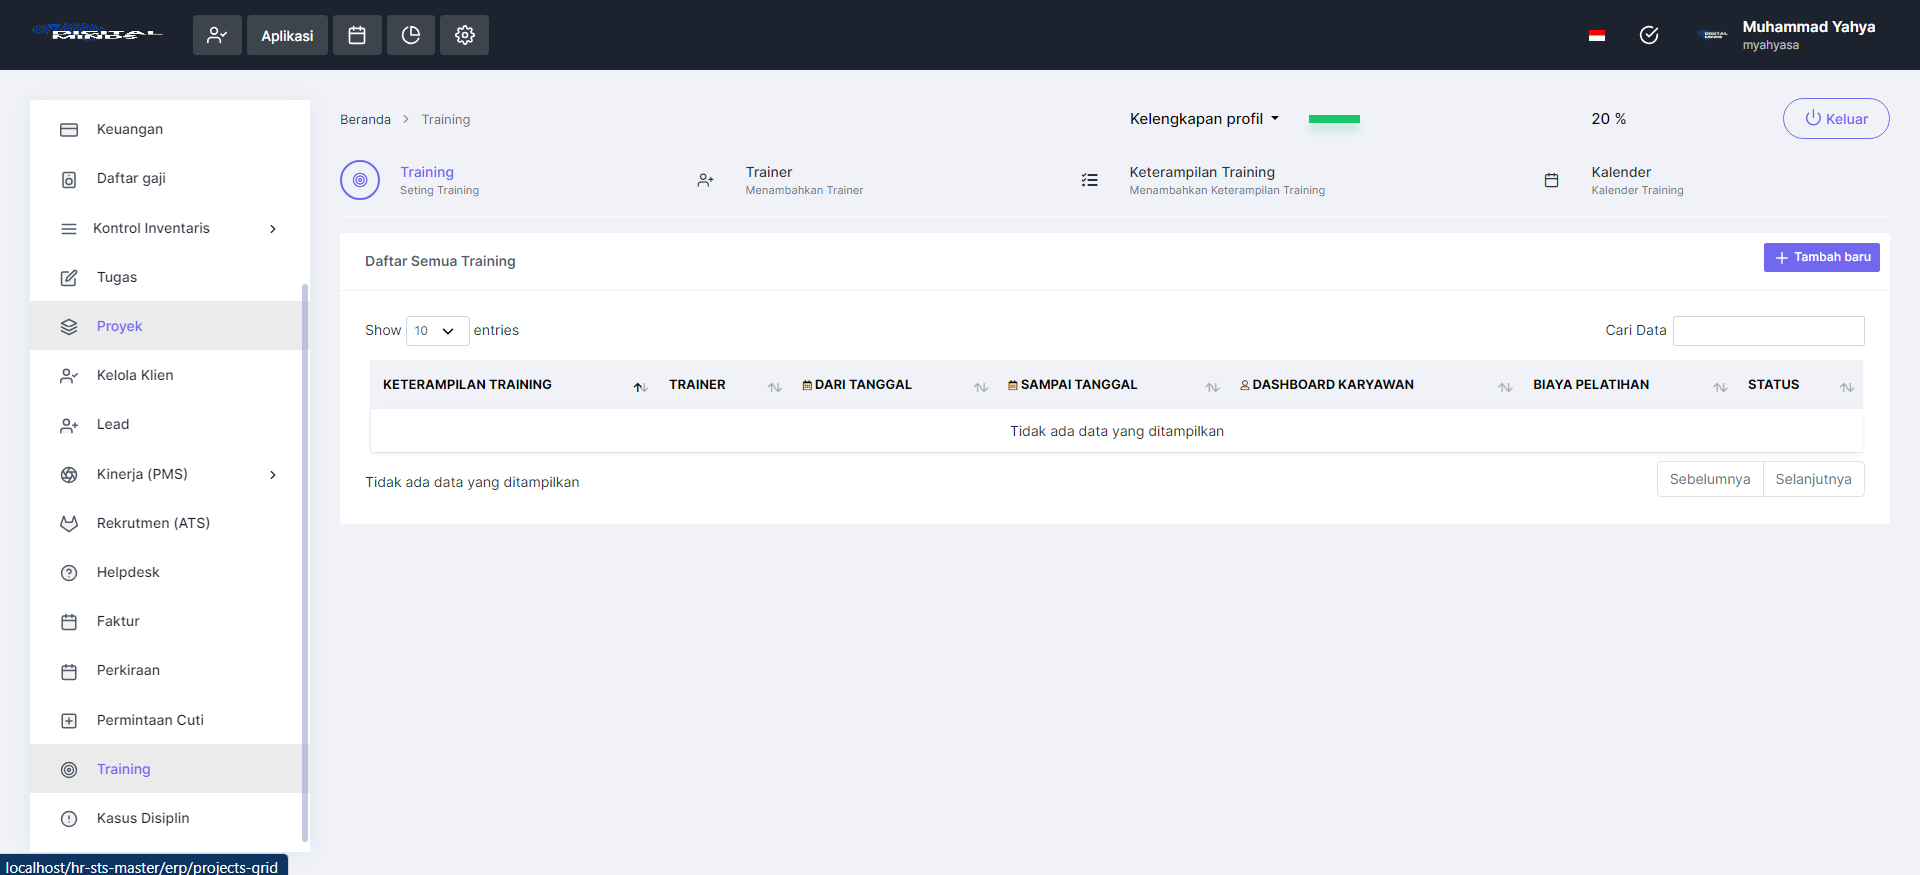 DIGITAL
MINDS
Aplikasi
DIGITAL
MINDS
Muhammad Yahya
myahyasa
Keuangan
Daftar gaji
Kontrol Inventaris
Tugas
Proyek
Kelola Klien
Lead
Kinerja (PMS)
Rekrutmen (ATS)
Helpdesk
Faktur
Perkiraan
Permintaan Cuti
Training
Kasus Disiplin
Beranda > Training
Kelengkapan profil
20 %
Keluar
Training
Seting Training
Trainer
Menambahkan Trainer
Keterampilan Training
Menambahkan Keterampilan Training
Kalender
Kalender Training
Daftar Semua Training
Tambah baru
Show 10 entries
Cari Data
KETERAMPILAN TRAINING TRAINER DARI TANGGAL SAMPAI TANGGAL DASHBOARD KARYAWAN BIAYA PELATIHAN STATUS
Tidak ada data yang ditampilkan
Tidak ada data yang ditampilkan
Sebelumnya Selanjutnya
localhost/hr-sts-master/erp/projects-grid